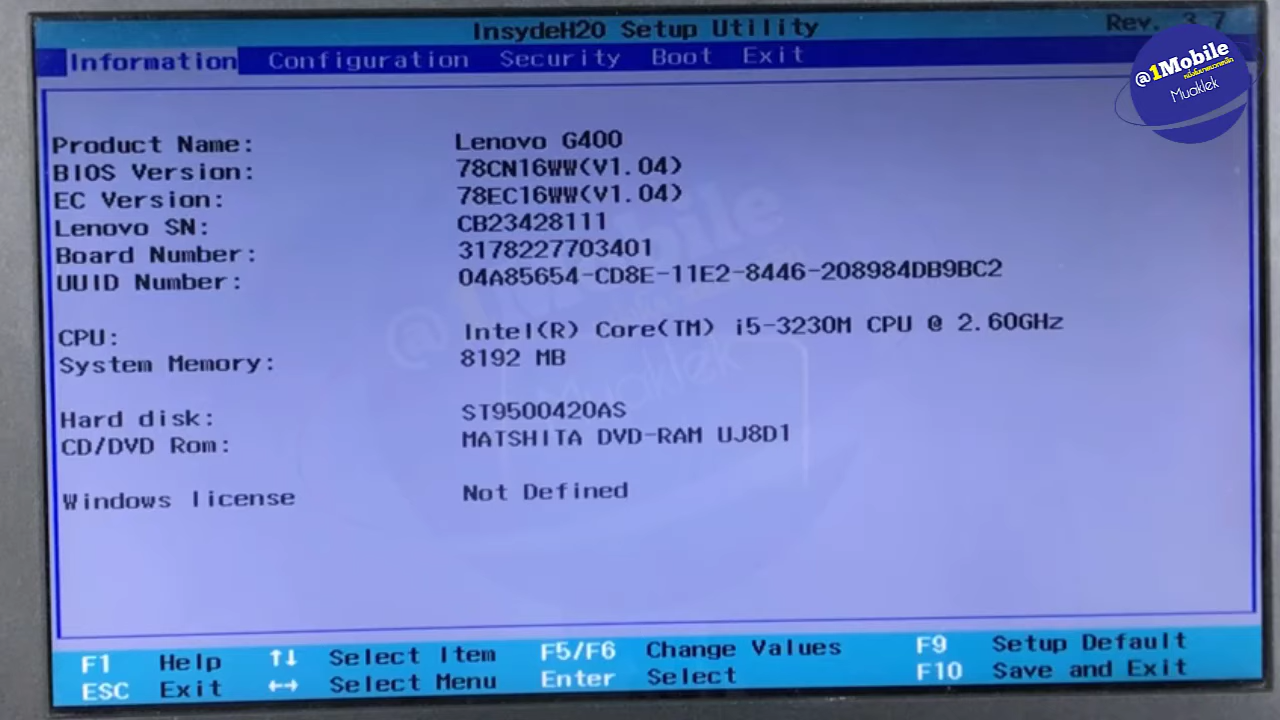 InsydeH20 Setup Utility Rev. 3.7
Information Configuration Security Boot Exit
@1Mobile
Muaklek
Product Name: Lenovo G400
BIOS Version: 78CN16WW(V1.04)
EC Version: 78EC16WW(V1.04)
Lenovo SN: CB23428111
Board Number: 3178227703401
UUID Number: 04A85654-CD8E-11E2-8446-208984DB9BC2
CPU: Intel(R) Core(TM) i5-3230M CPU @ 2.60GHz
System Memory: 8192 MB
Hard disk: ST9500420AS
CD/DVD Rom: MATSHITA DVD-RAM UJ8D1
Windows license Not Defined
F1 Help ↑↓ Select Item F5/F6 Change Values F9 Setup Default
ESC Exit ↔ Select Menu Enter Select F10 Save and Exit